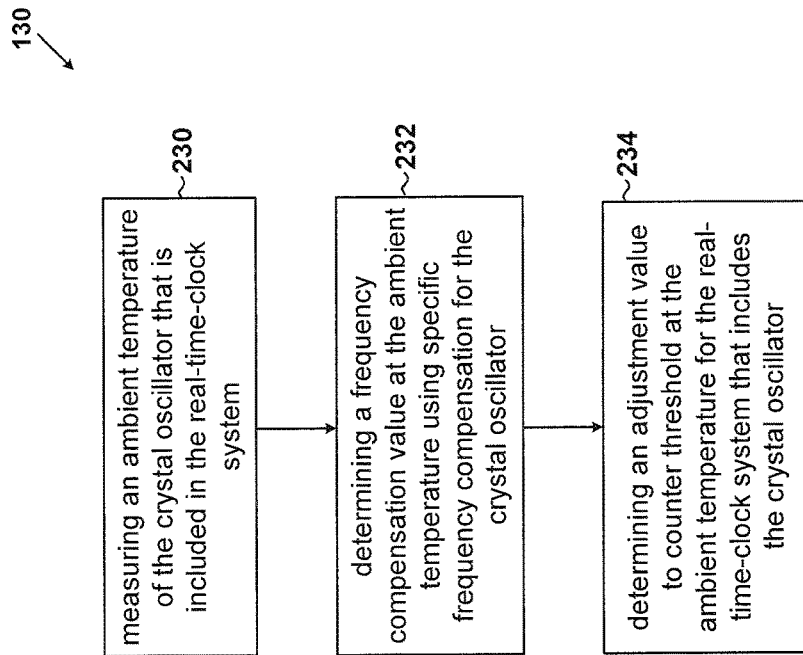 130
measuring an ambient temperature
of the crystal oscillator that is
included in the real-time-clock
system
230
determining a frequency
compensation value at the ambient
temperature using specific
frequency compensation for the
crystal oscillator
232
determining an adjustment value
to counter threshold at the
ambient temperature for the real-
time-clock system that includes
the crystal oscillator
234